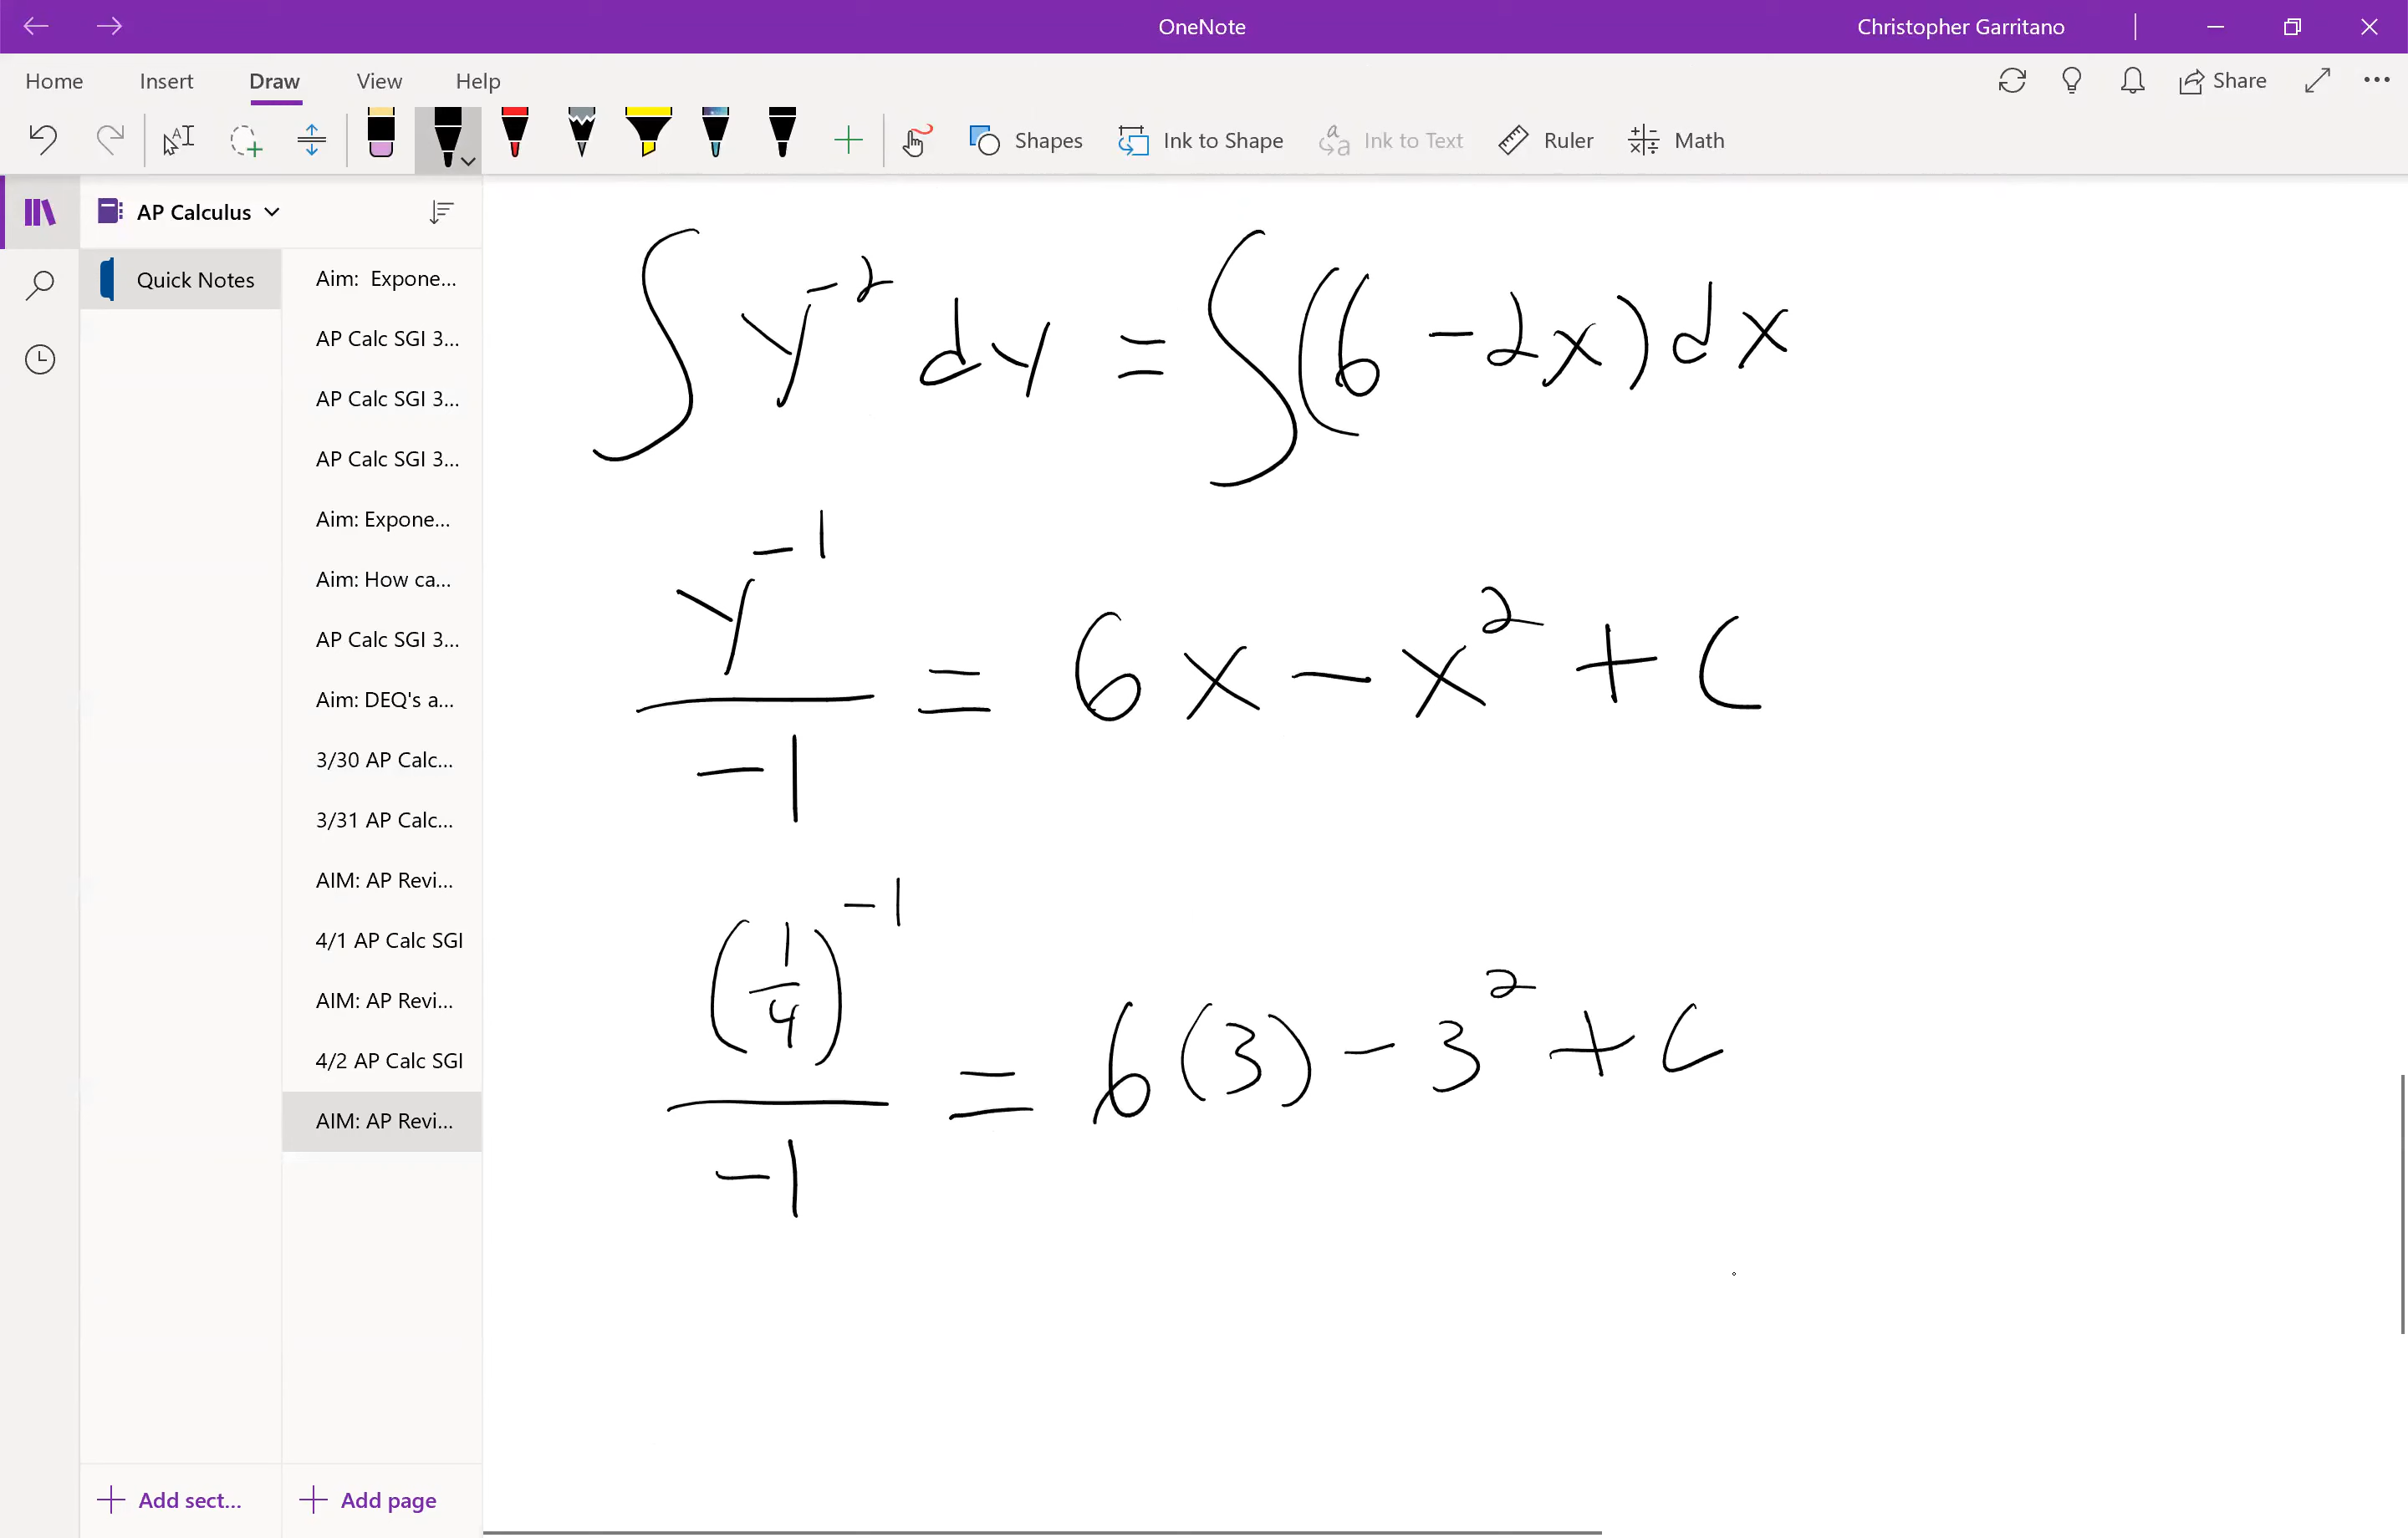 OneNote
Christopher Garritano
Home Insert Draw View Help
Share
Shapes Ink to Shape Ink to Text Ruler Math
AP Calculus
Quick Notes
Aim:  Expone...
AP Calc SGI 3...
AP Calc SGI 3...
AP Calc SGI 3...
Aim: Expone...
Aim: How ca...
AP Calc SGI 3...
Aim: DEQ's a...
3/30 AP Calc...
3/31 AP Calc...
AIM: AP Revi...
4/1 AP Calc SGI
AIM: AP Revi...
4/2 AP Calc SGI
AIM: AP Revi...
+ Add sect...
+ Add page
∫ y⁻² dy = ∫ (6 - 2x) dx
y⁻¹ / -1 = 6x - x² + C
(1/4)⁻¹ / -1 = 6(3) - 3² + C